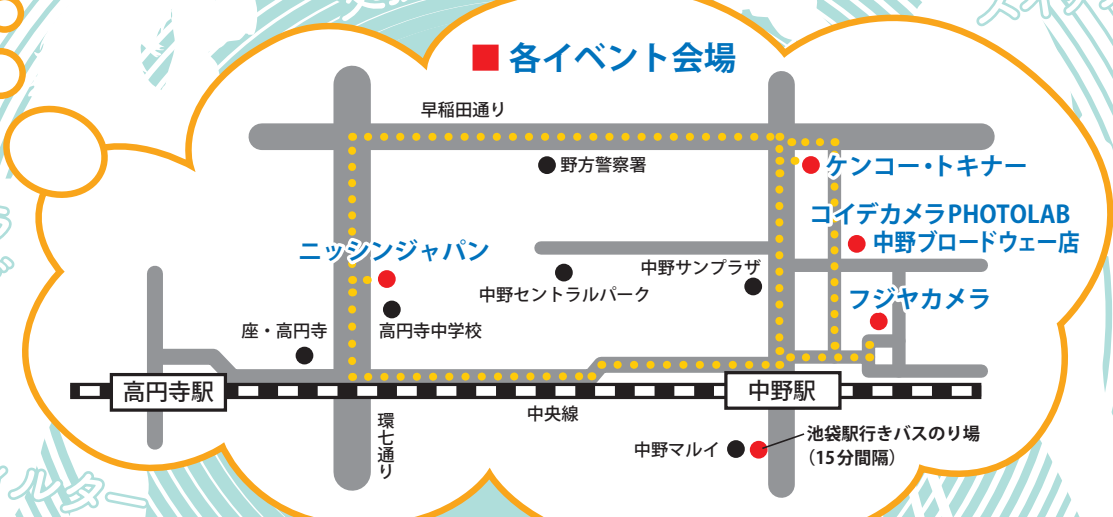 ■ 各イベント会場
早稲田通り
野方警察署
ケンコー・トキナー
コイデカメラPHOTOLAB
中野ブロードウェー店
ニッシンジャパン
中野サンプラザ
中野セントラルパーク
フジヤカメラ
座・高円寺
高円寺中学校
高円寺駅
中野駅
中央線
環七通り
中野マルイ
池袋駅行きバスのり場
（15分間隔）
ィルター